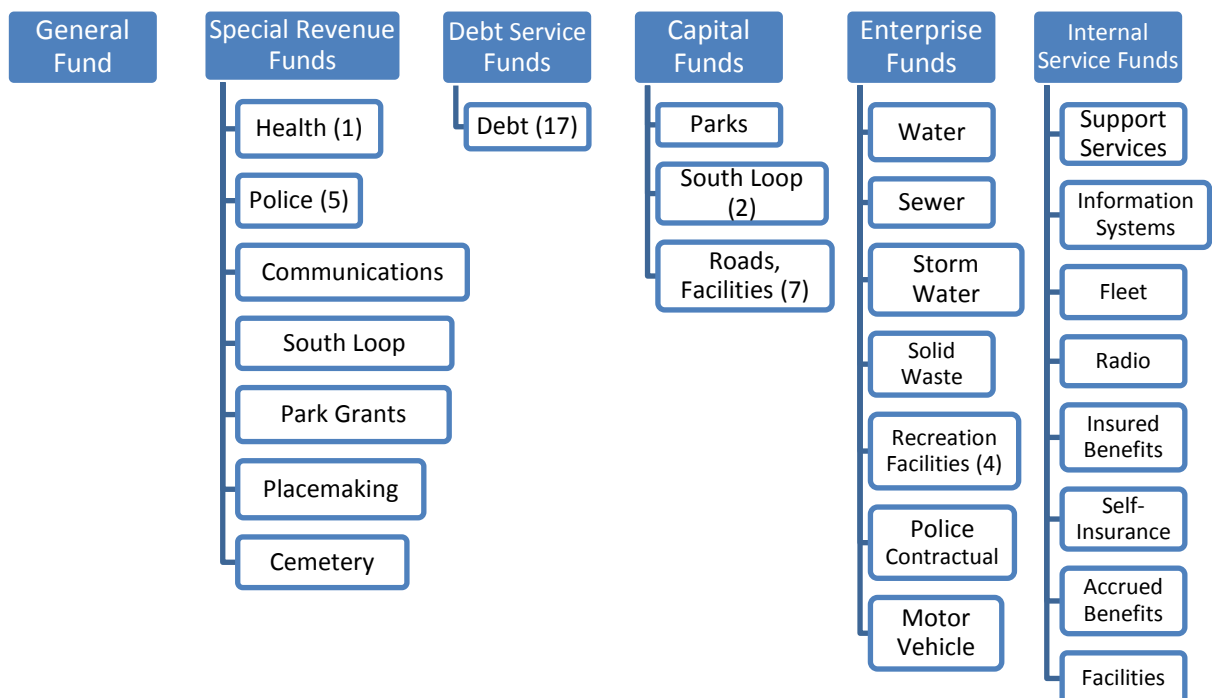 General
Fund
Special Revenue
Funds
Health (1)
Police (5)
Communications
South Loop
Park Grants
Placemaking
Cemetery
Debt Service
Funds
Debt (17)
Capital
Funds
Parks
South Loop
(2)
Roads,
Facilities (7)
Enterprise
Funds
Water
Sewer
Storm
Water
Solid
Waste
Recreation
Facilities (4)
Police
Contractual
Motor
Vehicle
Internal
Service Funds
Support
Services
Information
Systems
Fleet
Radio
Insured
Benefits
Self-
Insurance
Accrued
Benefits
Facilities